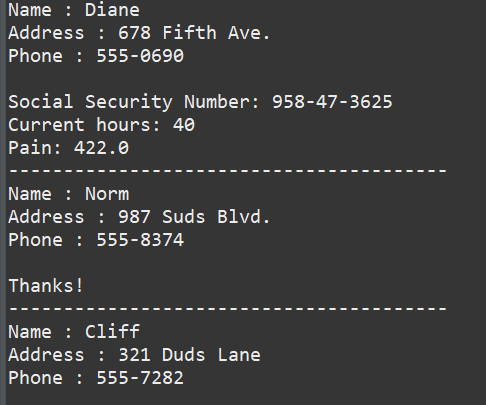 Name : Diane
Address : 678 Fifth Ave.
Phone : 555-0690
Social Security Number: 958-47-3625
Current hours: 40
Pain: 422.0
----------------------------------------
Name : Norm
Address : 987 Suds Blvd.
Phone : 555-8374
Thanks!
----------------------------------------
Name : Cliff
Address : 321 Duds Lane
Phone : 555-7282